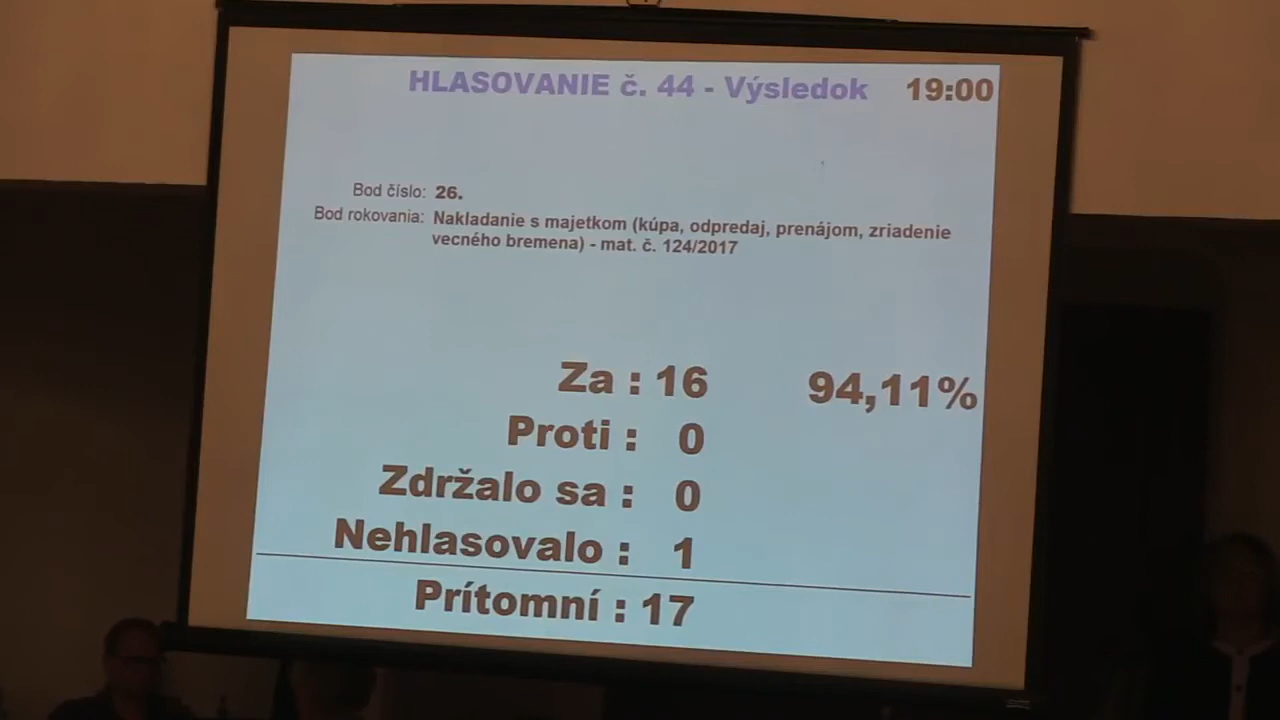 HLASOVANIE č. 44 - Výsledok 19:00
Bod číslo: 26.
Bod rokovania: Nakladanie s majetkom (kúpa, odpredaj, prenájom, zriadenie
vecného bremena) - mat. č. 124/2017
Za : 16 94,11%
Proti : 0
Zdržalo sa : 0
Nehlasovalo : 1
Prítomní : 17